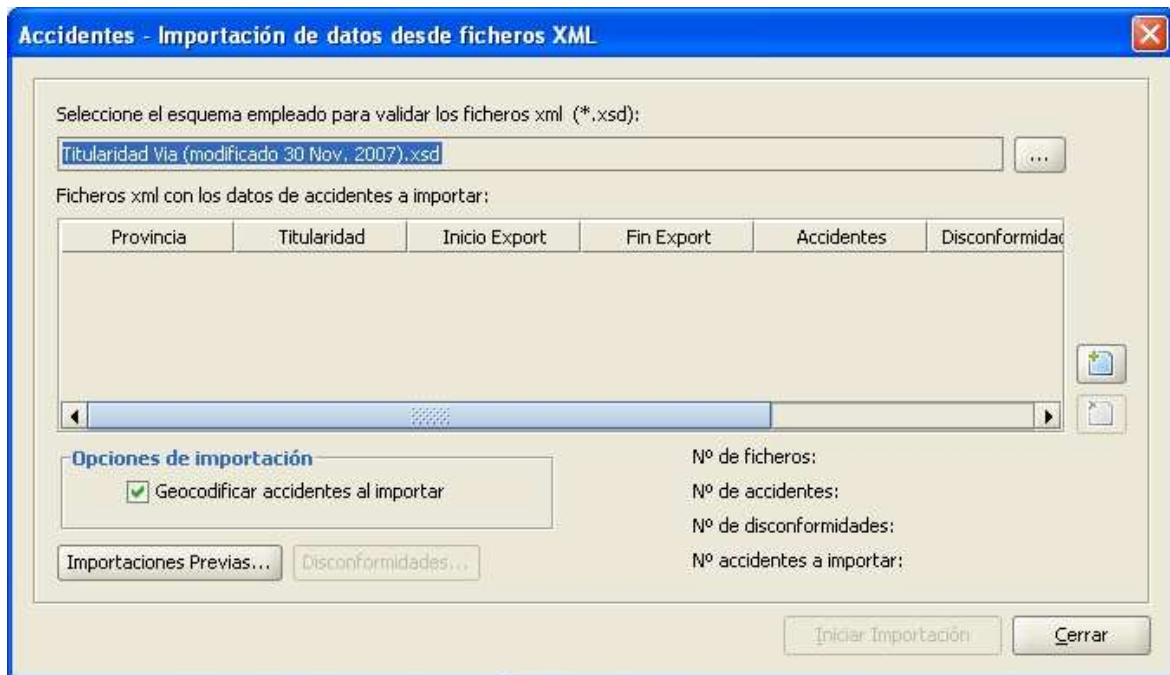 Accidentes - Importación de datos desde ficheros XML
Seleccione el esquema empleado para validar los ficheros xml (*.xsd):
Titularidad Via (modificado 30 Nov. 2007).xsd
...
Ficheros xml con los datos de accidentes a importar:
Provincia Titularidad Inicio Export Fin Export Accidentes Disconformidad
Opciones de importación
Geocodificar accidentes al importar
Nº de ficheros:
Nº de accidentes:
Nº de disconformidades:
Nº accidentes a importar:
Importaciones Previas... Disconformidades...
Iniciar Importación Cerrar